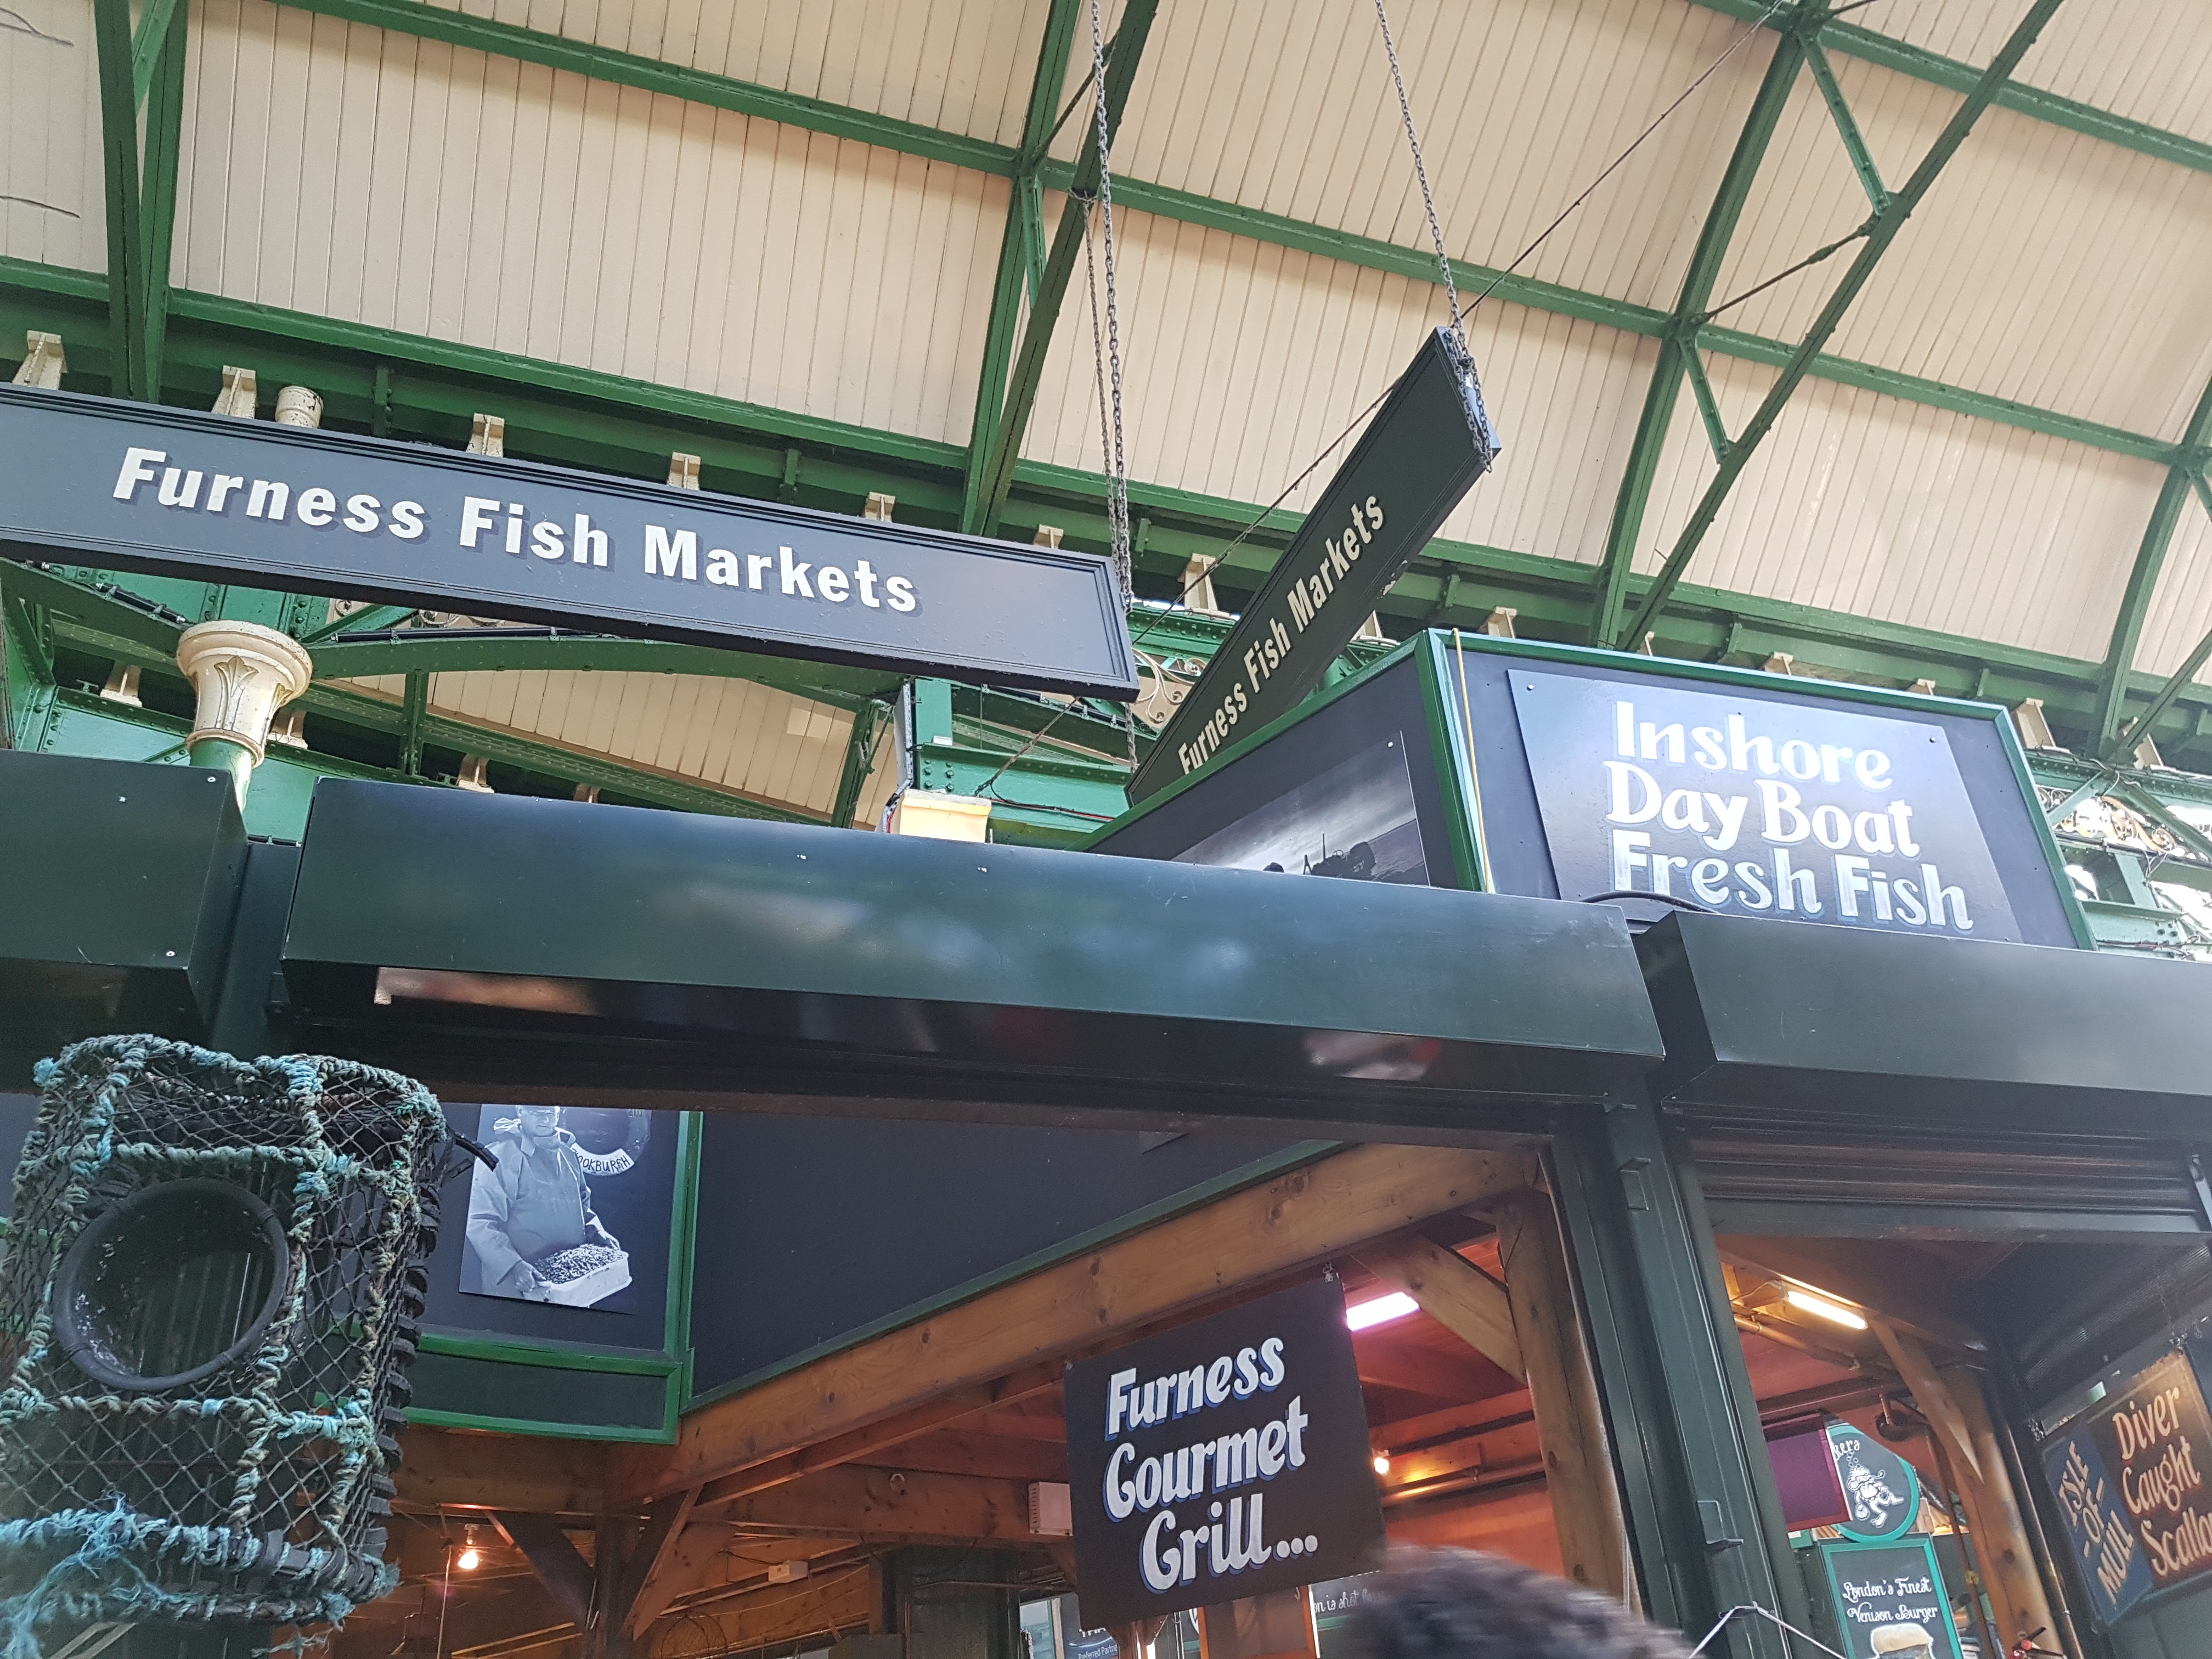 Furness Fish Markets
Furness Fish Markets
Inshore
Day Boat
Fresh Fish
Furness
Gourmet
Grill...
ISLE
-OF-
MULL
Diver
Caught
London's Finest
Venison Burger